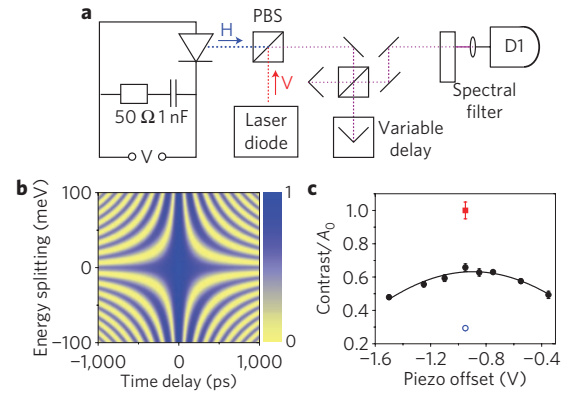 a
H
PBS
V
50 Ω 1 nF
V
Laser
diode
Variable
delay
Spectral
filter
D1
b
Energy splitting (meV)
100
0
−100
−1,000
0
1,000
Time delay (ps)
1
0
c
Contrast/A0
1.0
0.8
0.6
0.4
0.2
−1.6
−1.2
−0.8
−0.4
Piezo offset (V)